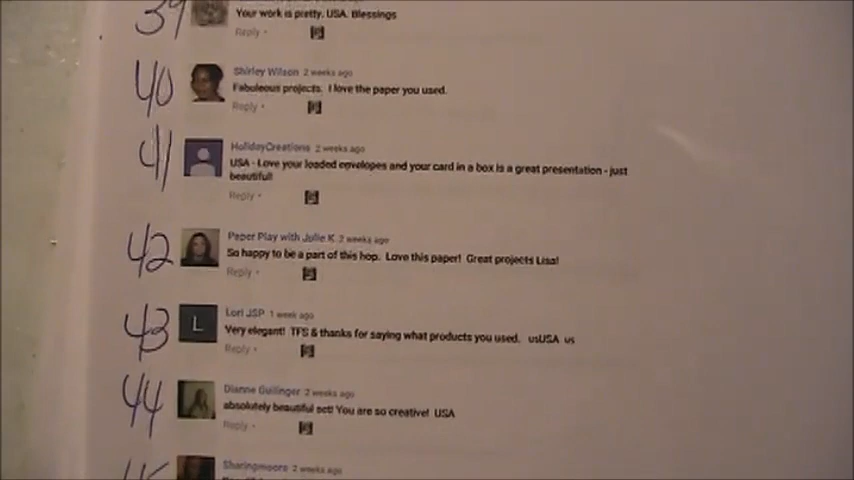 39
Your work is pretty. USA. Blessings
Reply •
40
Shirley Wilson 2 weeks ago
Fabuleous projects. I love the paper you used.
Reply •
41
HolidayCreations 2 weeks ago
USA - Love your loaded envelopes and your card in a box is a great presentation - just
beautiful!
Reply •
42
Paper Play with Julie K 2 weeks ago
So happy to be a part of this hop. Love this paper! Great projects Lisa!
Reply •
43
L
Lori JSP 1 week ago
Very elegant! TFS & thanks for saying what products you used. usUSA us
Reply •
44
Dianne Guilinger 2 weeks ago
absolutely beautiful set! You are so creative! USA
Reply •
45
Sharingmoore 2 weeks ago